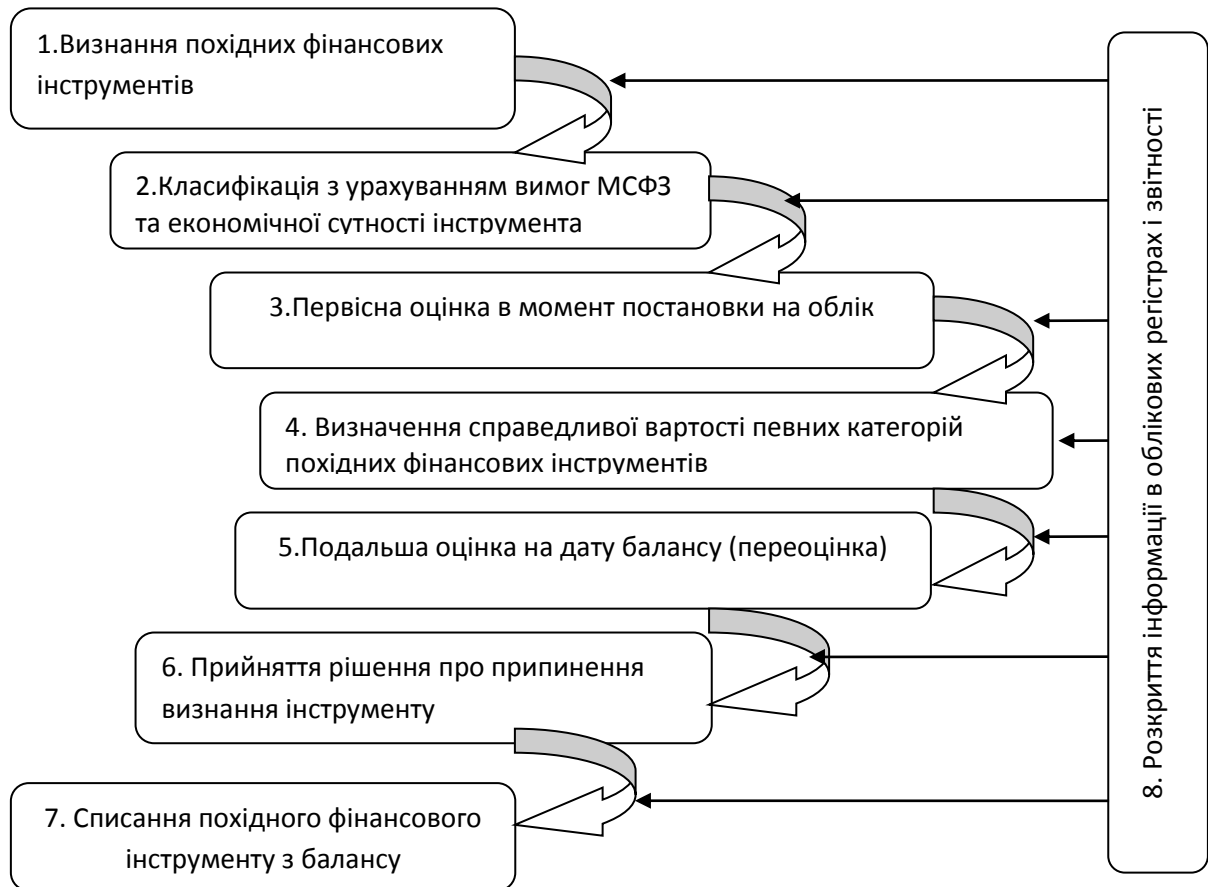 1.Визнання похідних фінансових
інструментів
2.Класифікація з урахуванням вимог МСФЗ
та економічної сутності інструмента
3.Первісна оцінка в момент постановки на облік
4. Визначення справедливої вартості певних категорій
похідних фінансових інструментів
5.Подальша оцінка на дату балансу (переоцінка)
6. Прийняття рішення про припинення
визнання інструменту
7. Списання похідного фінансового
інструменту з балансу
8. Розкриття інформації в облікових регістрах і звітності